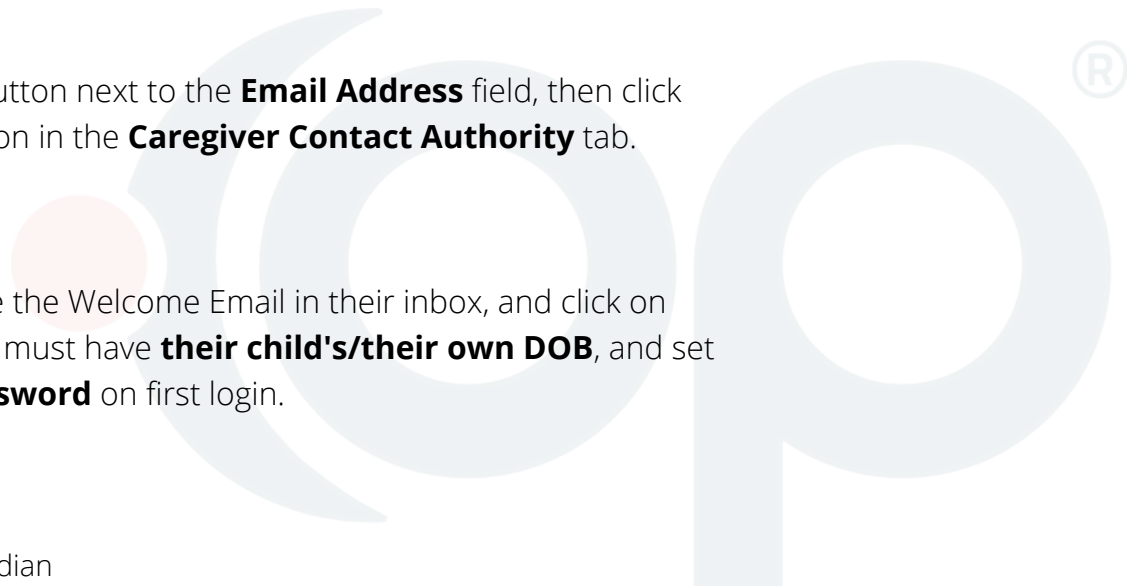 utton next to the Email Address field, then click
on in the Caregiver Contact Authority tab.
e the Welcome Email in their inbox, and click on
must have their child's/their own DOB, and set
sword on first login.
dian
op
®